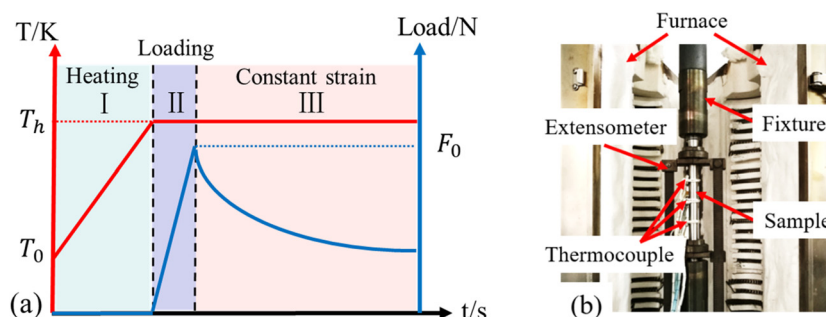 T/K
Load/N
Loading
Heating
Constant strain
Ⅰ
Ⅱ
Ⅲ
T_h
F_0
T_0
(a)
t/s
Furnace
Fixture
Extensometer
Sample
Thermocouple
(b)